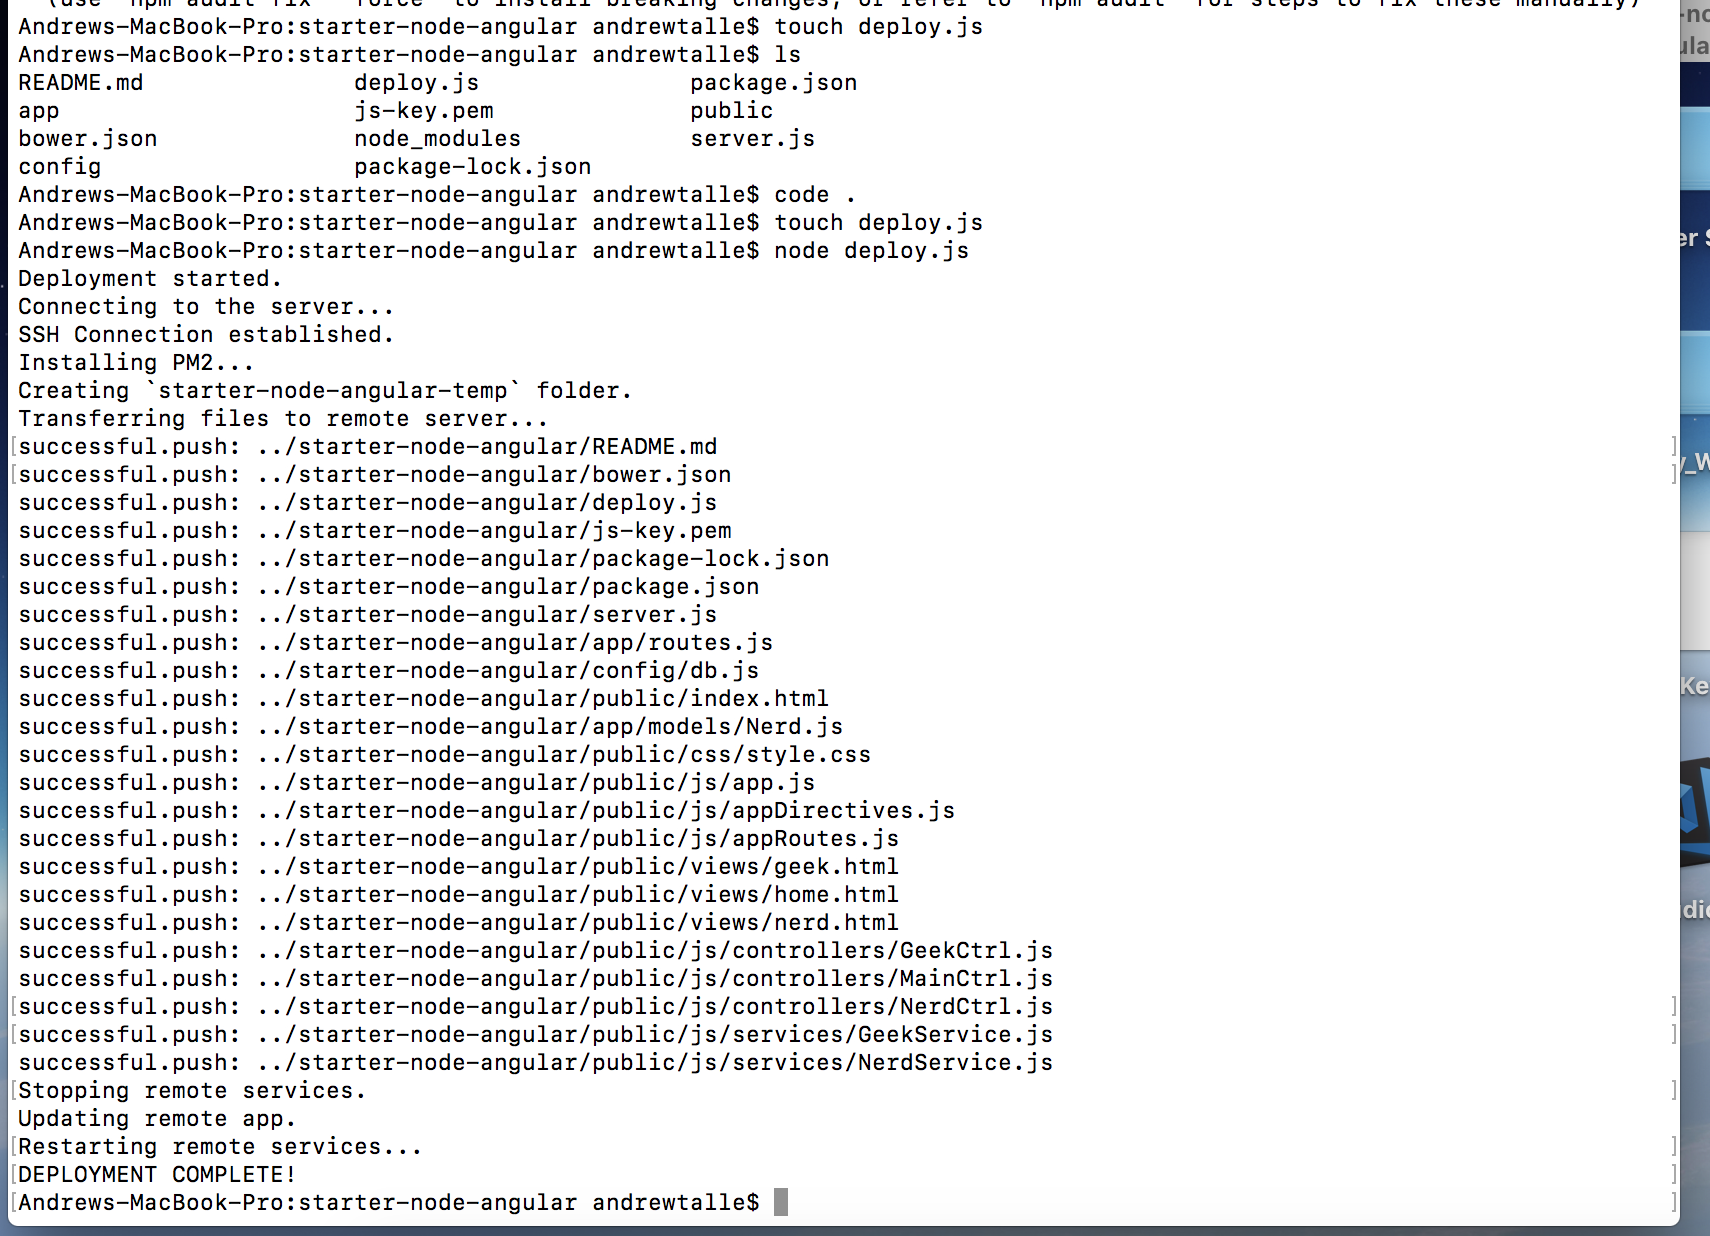 (use `npm audit fix --force` to install breaking changes; or refer to `npm audit` for steps to fix these manually)
Andrews-MacBook-Pro:starter-node-angular andrewtalle$ touch deploy.js
Andrews-MacBook-Pro:starter-node-angular andrewtalle$ ls
README.md deploy.js package.json
app js-key.pem public
bower.json node_modules server.js
config package-lock.json
Andrews-MacBook-Pro:starter-node-angular andrewtalle$ code .
Andrews-MacBook-Pro:starter-node-angular andrewtalle$ touch deploy.js
Andrews-MacBook-Pro:starter-node-angular andrewtalle$ node deploy.js
Deployment started.
Connecting to the server...
SSH Connection established.
Installing PM2...
Creating `starter-node-angular-temp` folder.
Transferring files to remote server...
[successful.push: ../starter-node-angular/README.md ]
[successful.push: ../starter-node-angular/bower.json ]
successful.push: ../starter-node-angular/deploy.js
successful.push: ../starter-node-angular/js-key.pem
successful.push: ../starter-node-angular/package-lock.json
successful.push: ../starter-node-angular/package.json
successful.push: ../starter-node-angular/server.js
successful.push: ../starter-node-angular/app/routes.js
successful.push: ../starter-node-angular/config/db.js
successful.push: ../starter-node-angular/public/index.html
successful.push: ../starter-node-angular/app/models/Nerd.js
successful.push: ../starter-node-angular/public/css/style.css
successful.push: ../starter-node-angular/public/js/app.js
successful.push: ../starter-node-angular/public/js/appDirectives.js
successful.push: ../starter-node-angular/public/js/appRoutes.js
successful.push: ../starter-node-angular/public/views/geek.html
successful.push: ../starter-node-angular/public/views/home.html
successful.push: ../starter-node-angular/public/views/nerd.html
successful.push: ../starter-node-angular/public/js/controllers/GeekCtrl.js
successful.push: ../starter-node-angular/public/js/controllers/MainCtrl.js
[successful.push: ../starter-node-angular/public/js/controllers/NerdCtrl.js ]
[successful.push: ../starter-node-angular/public/js/services/GeekService.js ]
successful.push: ../starter-node-angular/public/js/services/NerdService.js
[Stopping remote services. ]
Updating remote app.
[Restarting remote services... ]
[DEPLOYMENT COMPLETE! ]
[Andrews-MacBook-Pro:starter-node-angular andrewtalle$ ]